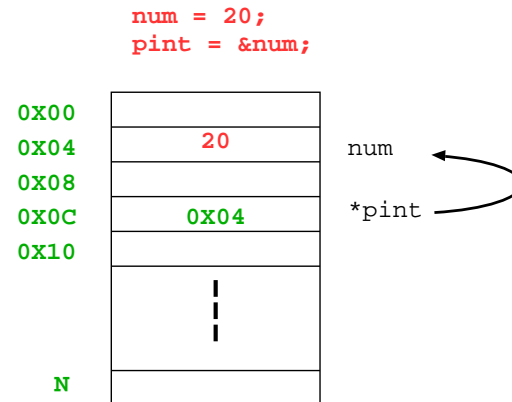 num = 20;
pint = &num;
0X00
0X04 20 num
0X08
0X0C 0X04 *pint
0X10
N